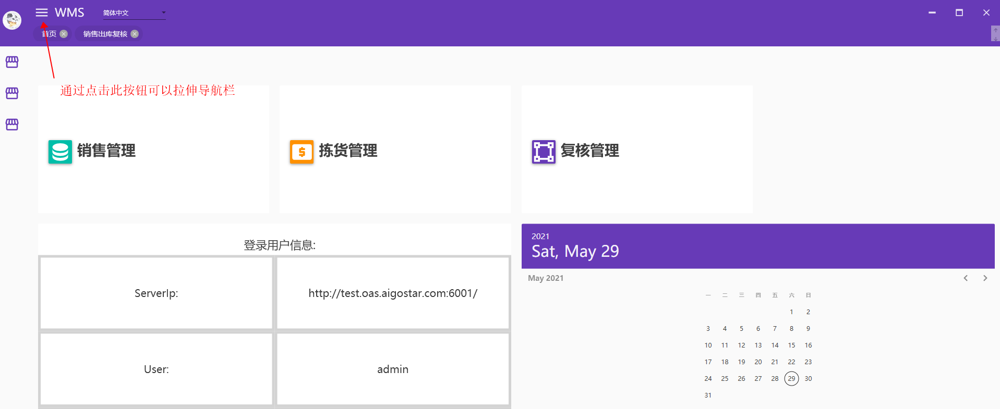 WMS 简体中文
首页 销售出库复核
通过点击此按钮可以拉伸导航栏
销售管理 拣货管理 复核管理
登录用户信息:
ServerIp: http://test.oas.aigostar.com:6001/
User: admin
2021
Sat, May 29
May 2021
一 二 三 四 五 六 日
1 2
3 4 5 6 7 8 9
10 11 12 13 14 15 16
17 18 19 20 21 22 23
24 25 26 27 28 29 30
31